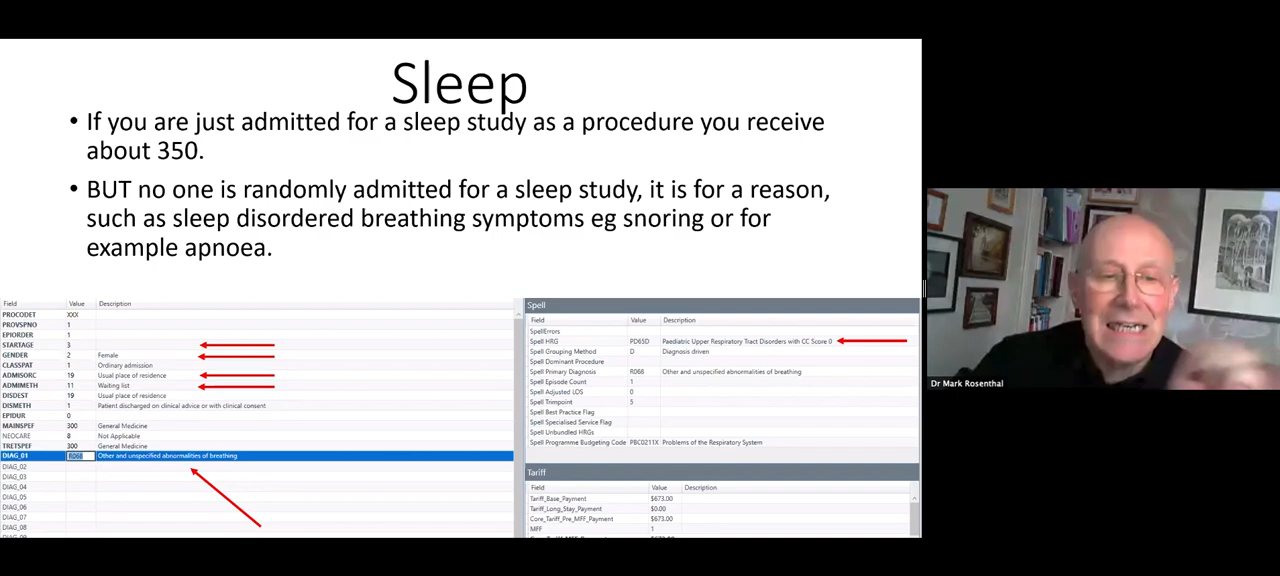 Sleep
• If you are just admitted for a sleep study as a procedure you receive
about 350.
• BUT no one is randomly admitted for a sleep study, it is for a reason,
such as sleep disordered breathing symptoms eg snoring or for
example apnoea.
Field Value Description
PROCODET XXX
PROVSPNO 1
EPIORDER 1
STARTAGE 3
GENDER 2 Female
CLASSPAT 1 Ordinary admission
ADMISORC 19 Usual place of residence
ADMIMETH 11 Waiting list
DISDEST 19 Usual place of residence
DISMETH 1 Patient discharged on clinical advice or with clinical consent
EPIDUR 0
MAINSPEF 300 General Medicine
NEOCARE 8 Not Applicable
TRETSPEF 300 General Medicine
DIAG_01 R068 Other and unspecified abnormalities of breathing
DIAG_02
DIAG_03
DIAG_04
DIAG_05
DIAG_06
DIAG_07
DIAG_08
Spell
Field Value Description
SpellErrors
Spell HRG PD65D Paediatric Upper Respiratory Tract Disorders with CC Score 0
Spell Grouping Method D Diagnosis driven
Spell Dominant Procedure
Spell Primary Diagnosis R068 Other and unspecified abnormalities of breathing
Spell Episode Count 1
Spell Adjusted LOS 0
Spell Trimpoint 5
Spell Best Practice Flag
Spell Specialised Service Flag
Spell Unbundled HRGs
Spell Programme Budgeting Code PBC0211X Problems of the Respiratory System
Tariff
Field Value Description
Tariff_Base_Payment $673.00
Tariff_Long_Stay_Payment $0.00
Core_Tariff_Pre_MFF_Payment $673.00
MFF 1
Dr Mark Rosenthal